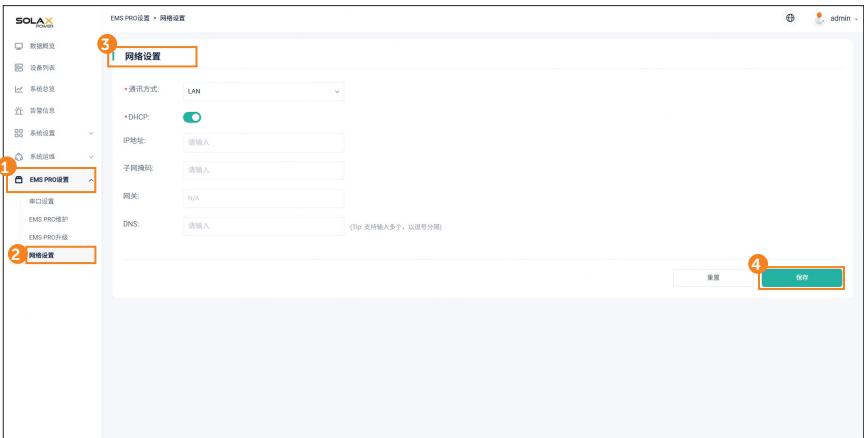 SOLAX
POWER
EMS PRO设置 • 网络设置
admin
数据概览
设备列表
系统总览
告警信息
系统设置
系统运维
1
EMS PRO设置
串口设置
EMS PRO维护
EMS PRO升级
2
网络设置
3
网络设置
*通讯方式:
LAN
*DHCP:
IP地址:
请输入
子网掩码:
请输入
网关:
N/A
DNS:
请输入
(Tip: 支持输入多个，以逗号分隔)
重置
4
保存